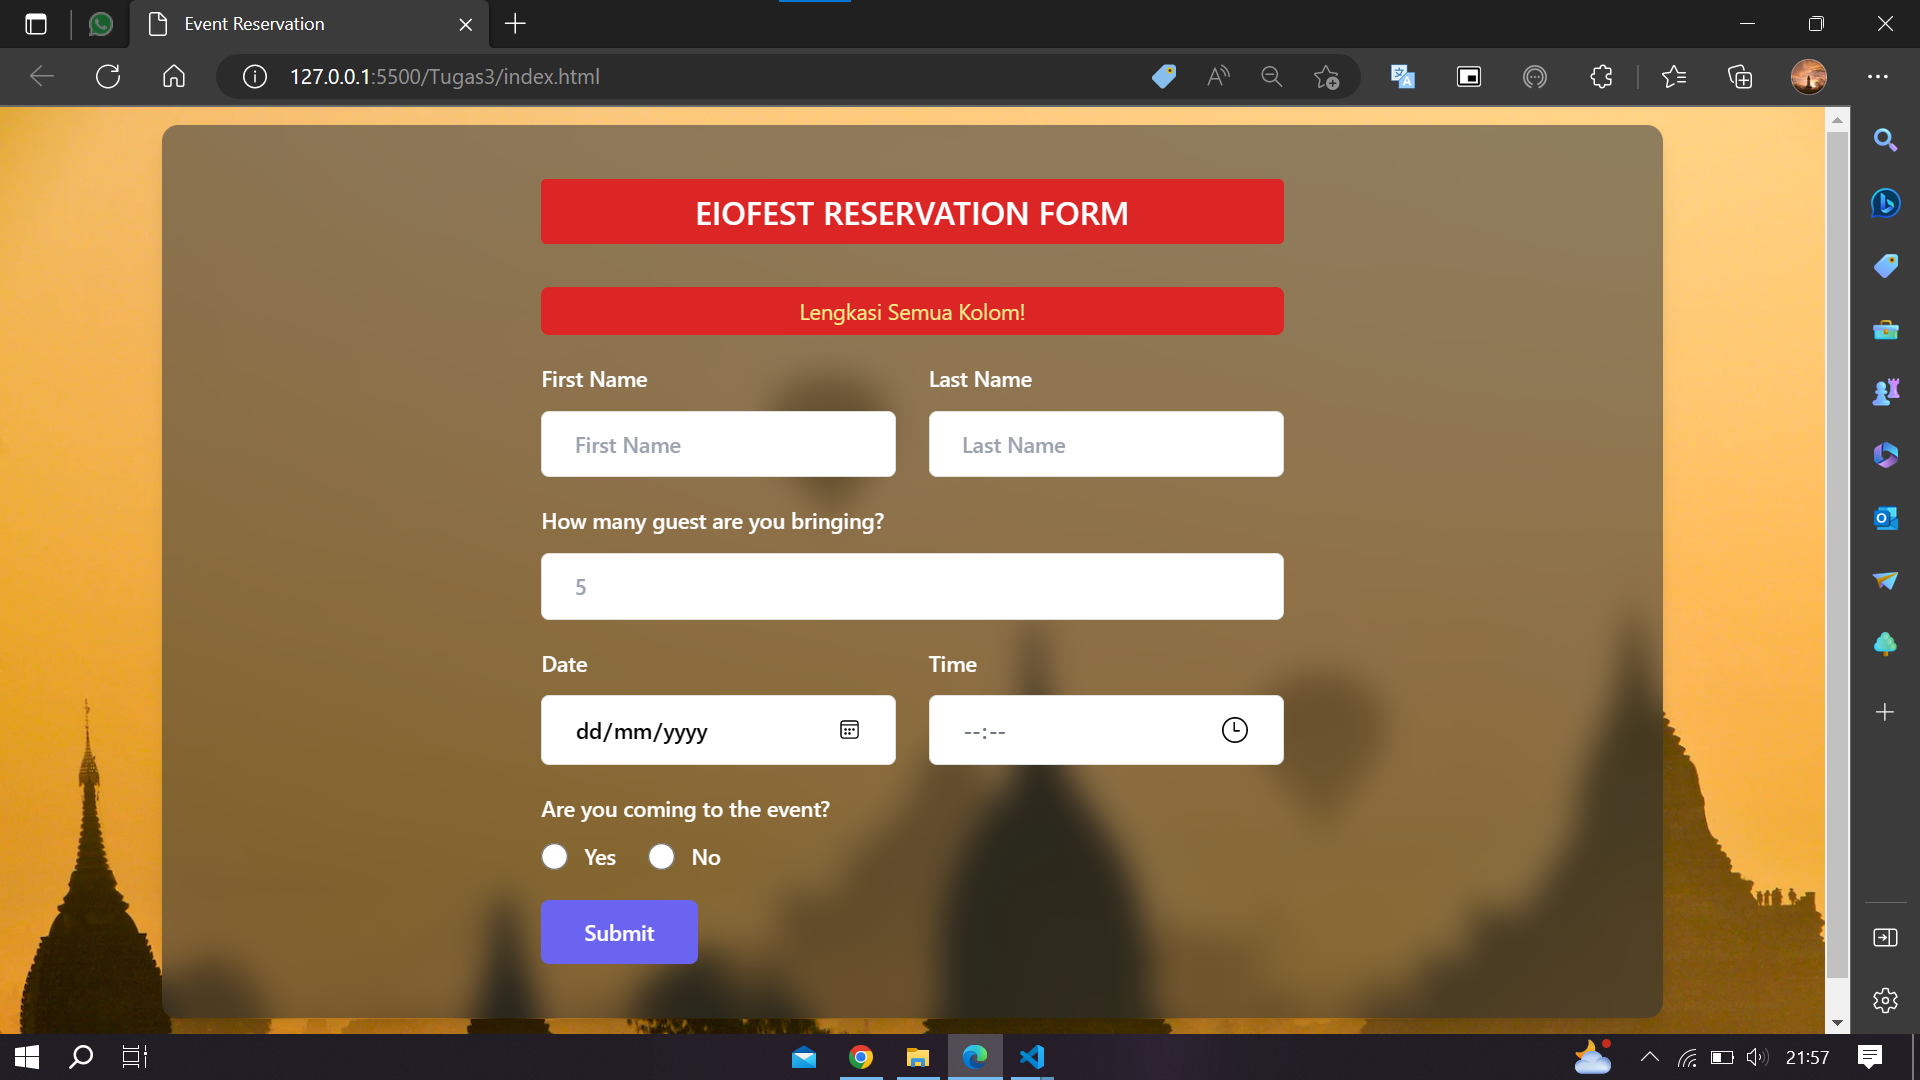 Event Reservation
127.0.0.1:5500/Tugas3/index.html
EIOFEST RESERVATION FORM
Lengkasi Semua Kolom!
First Name
Last Name
First Name
Last Name
How many guest are you bringing?
5
Date
Time
dd/mm/yyyy
--:--
Are you coming to the event?
Yes
No
Submit
21:57